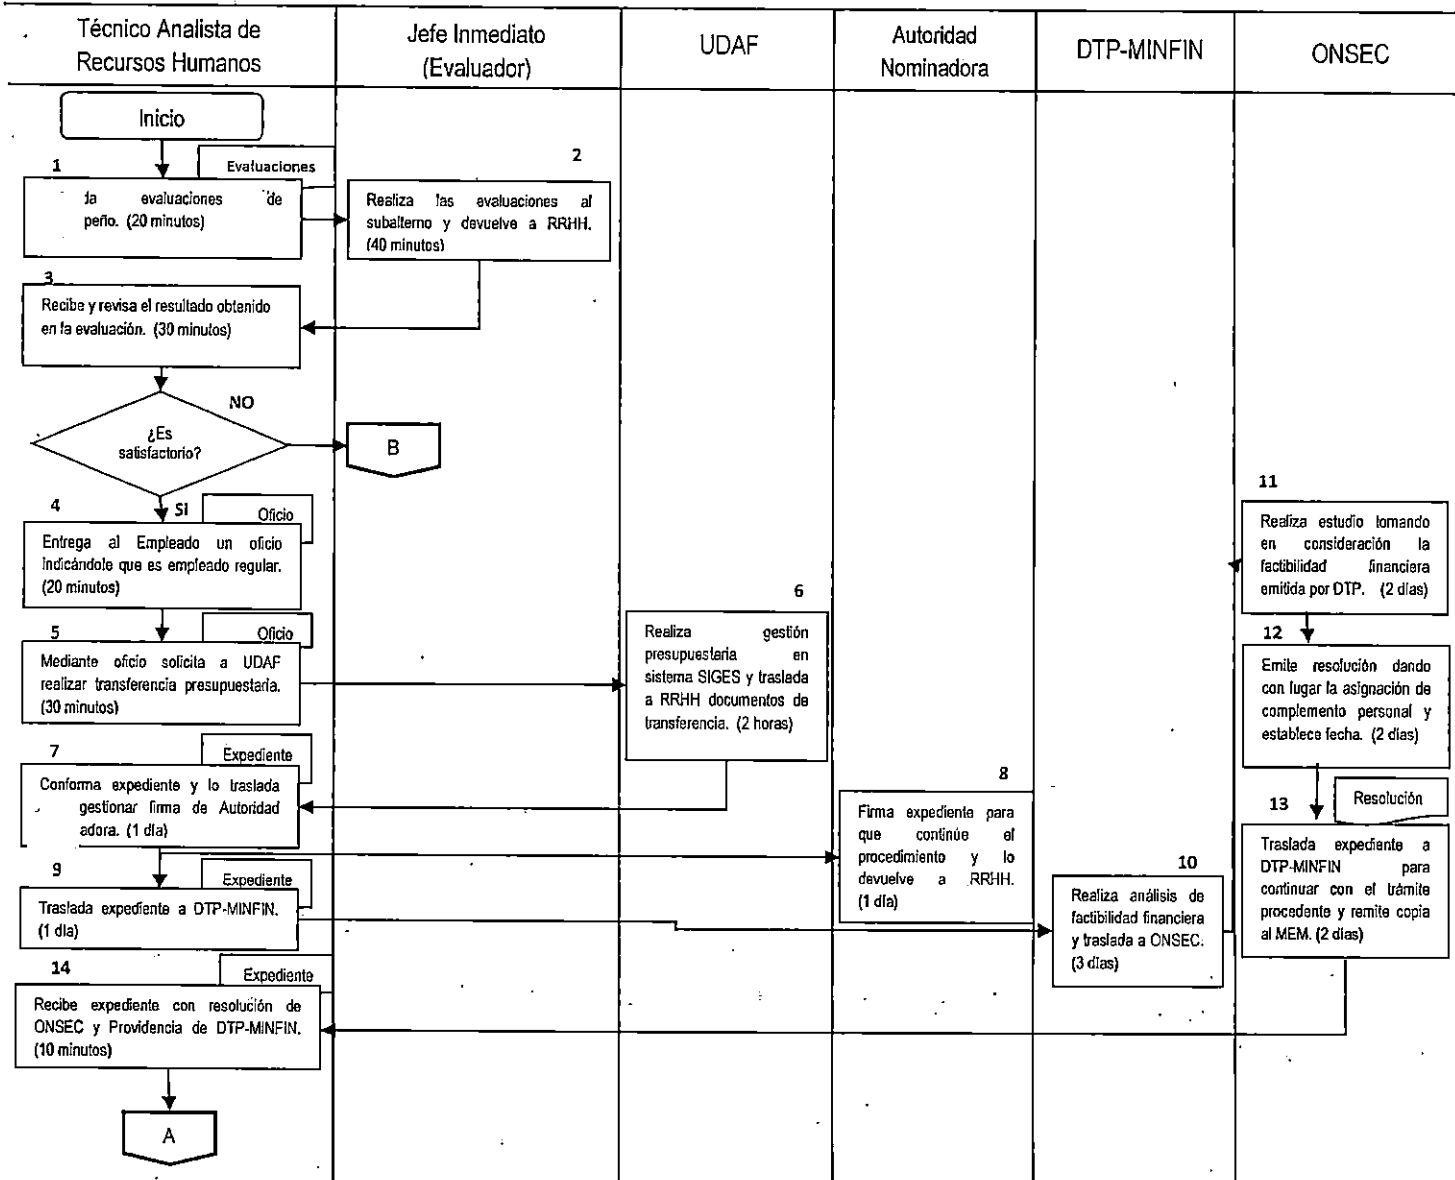 Técnico Analista de
Recursos Humanos
Jefe Inmediato
(Evaluador)
UDAF
Autoridad
Nominadora
DTP-MINFIN
ONSEC
Inicio
1
Evaluaciones
evaluaciones de
peño. (20 minutos)
2
Realiza las evaluaciones al
subalterno y devuelve a RRHH.
(40 minutos)
3
Recibe y revisa el resultado obtenido
en la evaluación. (30 minutos)
¿Es
satisfactorio?
NO
B
SI
4
Oficio
Entrega al Empleado un oficio
indicándole que es empleado regular.
(20 minutos)
5
Oficio
Mediante oficio solicita a UDAF
realizar transferencia presupuestaria.
(30 minutos)
6
Realiza gestión
presupuestaria en
sistema SIGES y traslada
a RRHH documentos de
transferencia. (2 horas)
7
Expediente
Conforma expediente y lo traslada
gestionar firma de Autoridad
adora. (1 día)
8
Firma expediente para
que continúe el
procedimiento y lo
devuelve a RRHH.
(1 día)
9
Expediente
Traslada expediente a DTP-MINFIN.
(1 día)
10
Realiza análisis de
factibilidad financiera
y traslada a ONSEC.
(3 días)
11
Realiza estudio tomando
en consideración la
factibilidad financiera
emitida por DTP. (2 días)
12
Emite resolución dando
con lugar la asignación de
complemento personal y
establece fecha. (2 días)
13
Resolución
Traslada expediente a
DTP-MINFIN para
continuar con el trámite
procedente y remite copia
al MEM. (2 días)
14
Expediente
Recibe expediente con resolución de
ONSEC y Providencia de DTP-MINFIN.
(10 minutos)
A